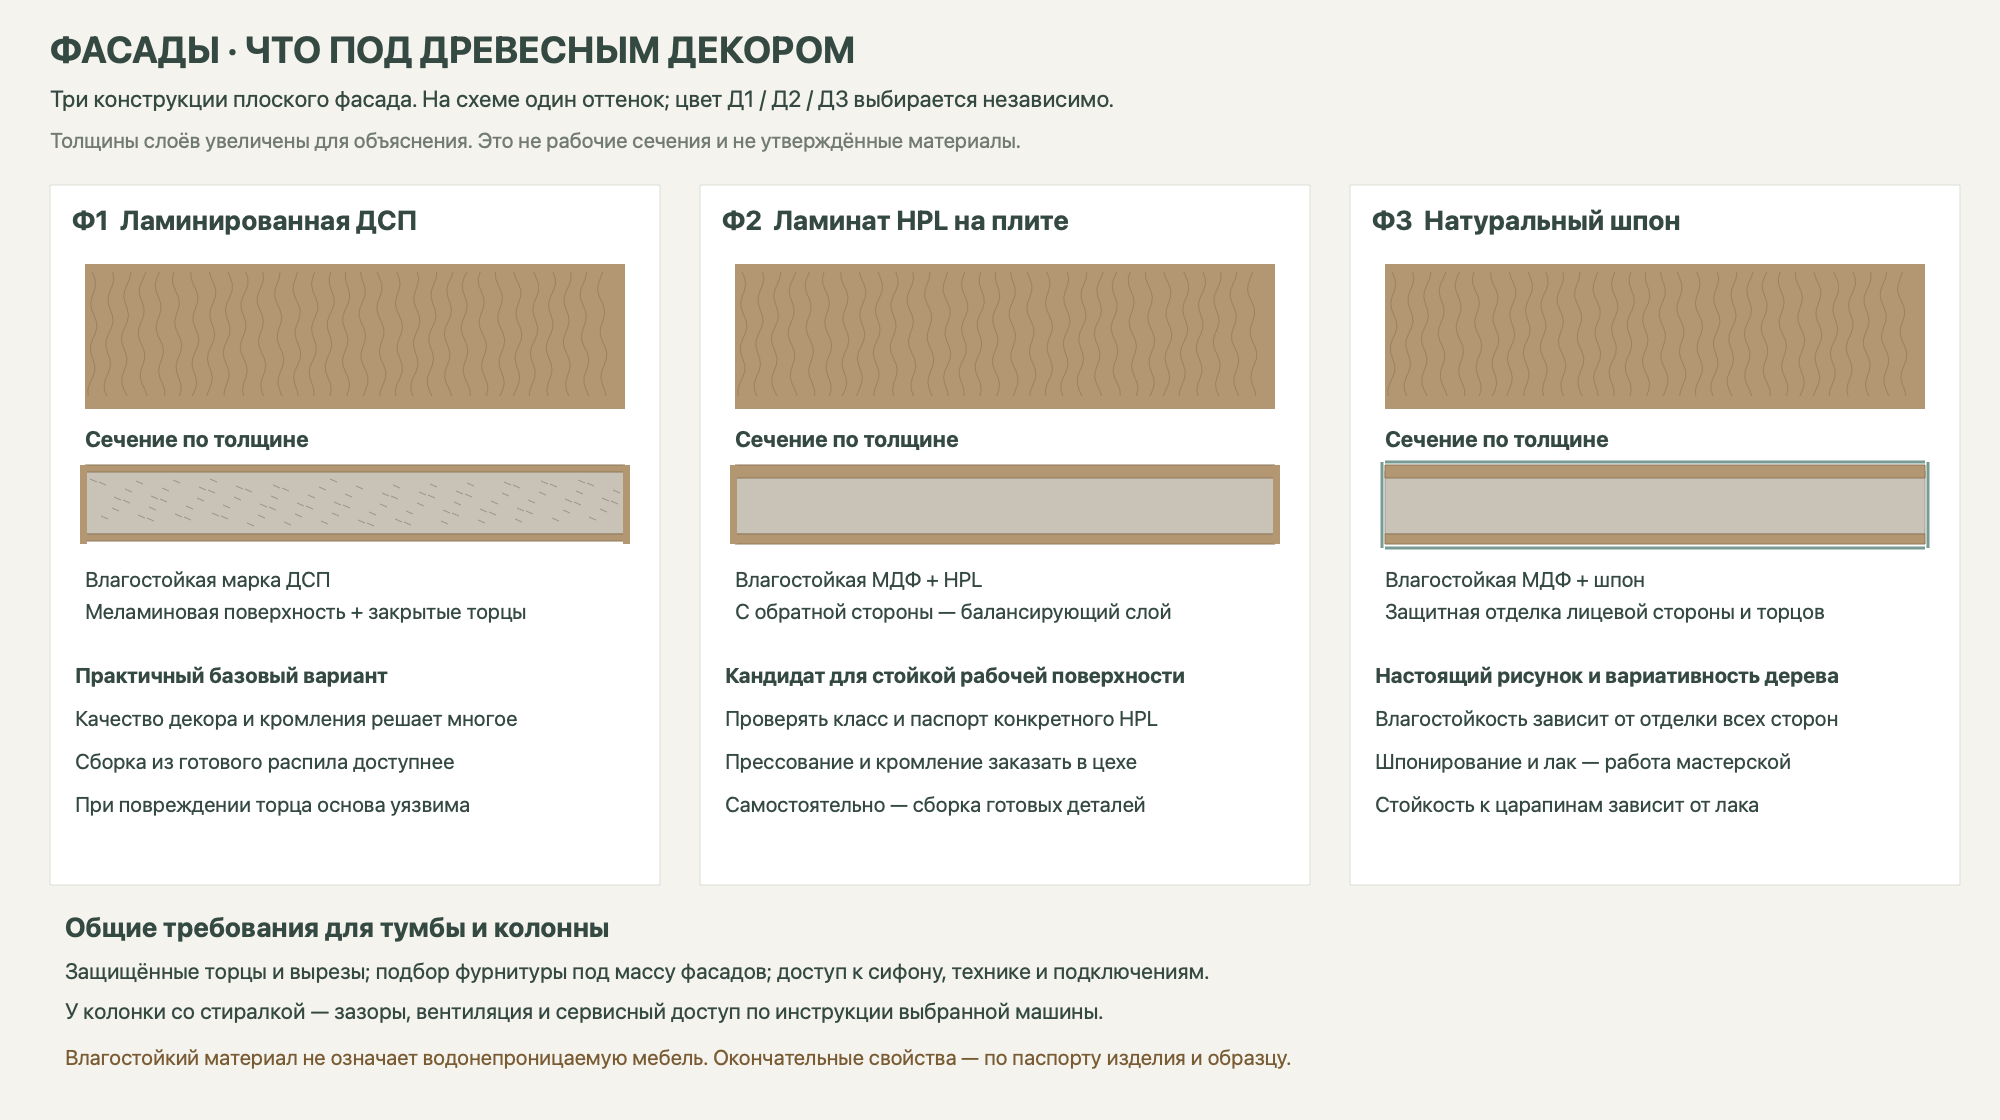 ФАСАДЫ · ЧТО ПОД ДРЕВЕСНЫМ ДЕКОРОМ
Три конструкции плоского фасада. На схеме один оттенок; цвет Д1 / Д2 / Д3 выбирается независимо.
Толщины слоёв увеличены для объяснения. Это не рабочие сечения и не утверждённые материалы.
Ф1 Ламинированная ДСП
Сечение по толщине
Влагостойкая марка ДСП
Меламиновая поверхность + закрытые торцы
Практичный базовый вариант
Качество декора и кромления решает многое
Сборка из готового распила доступнее
При повреждении торца основа уязвима
Ф2 Ламинат HPL на плите
Сечение по толщине
Влагостойкая МДФ + HPL
С обратной стороны — балансирующий слой
Кандидат для стойкой рабочей поверхности
Проверять класс и паспорт конкретного HPL
Прессование и кромление заказать в цехе
Самостоятельно — сборка готовых деталей
Ф3 Натуральный шпон
Сечение по толщине
Влагостойкая МДФ + шпон
Защитная отделка лицевой стороны и торцов
Настоящий рисунок и вариативность дерева
Влагостойкость зависит от отделки всех сторон
Шпонирование и лак — работа мастерской
Стойкость к царапинам зависит от лака
Общие требования для тумбы и колонны
Защищённые торцы и вырезы; подбор фурнитуры под массу фасадов; доступ к сифону, технике и подключениям.
У колонки со стиралкой — зазоры, вентиляция и сервисный доступ по инструкции выбранной машины.
Влагостойкий материал не означает водонепроницаемую мебель. Окончательные свойства — по паспорту изделия и образцу.